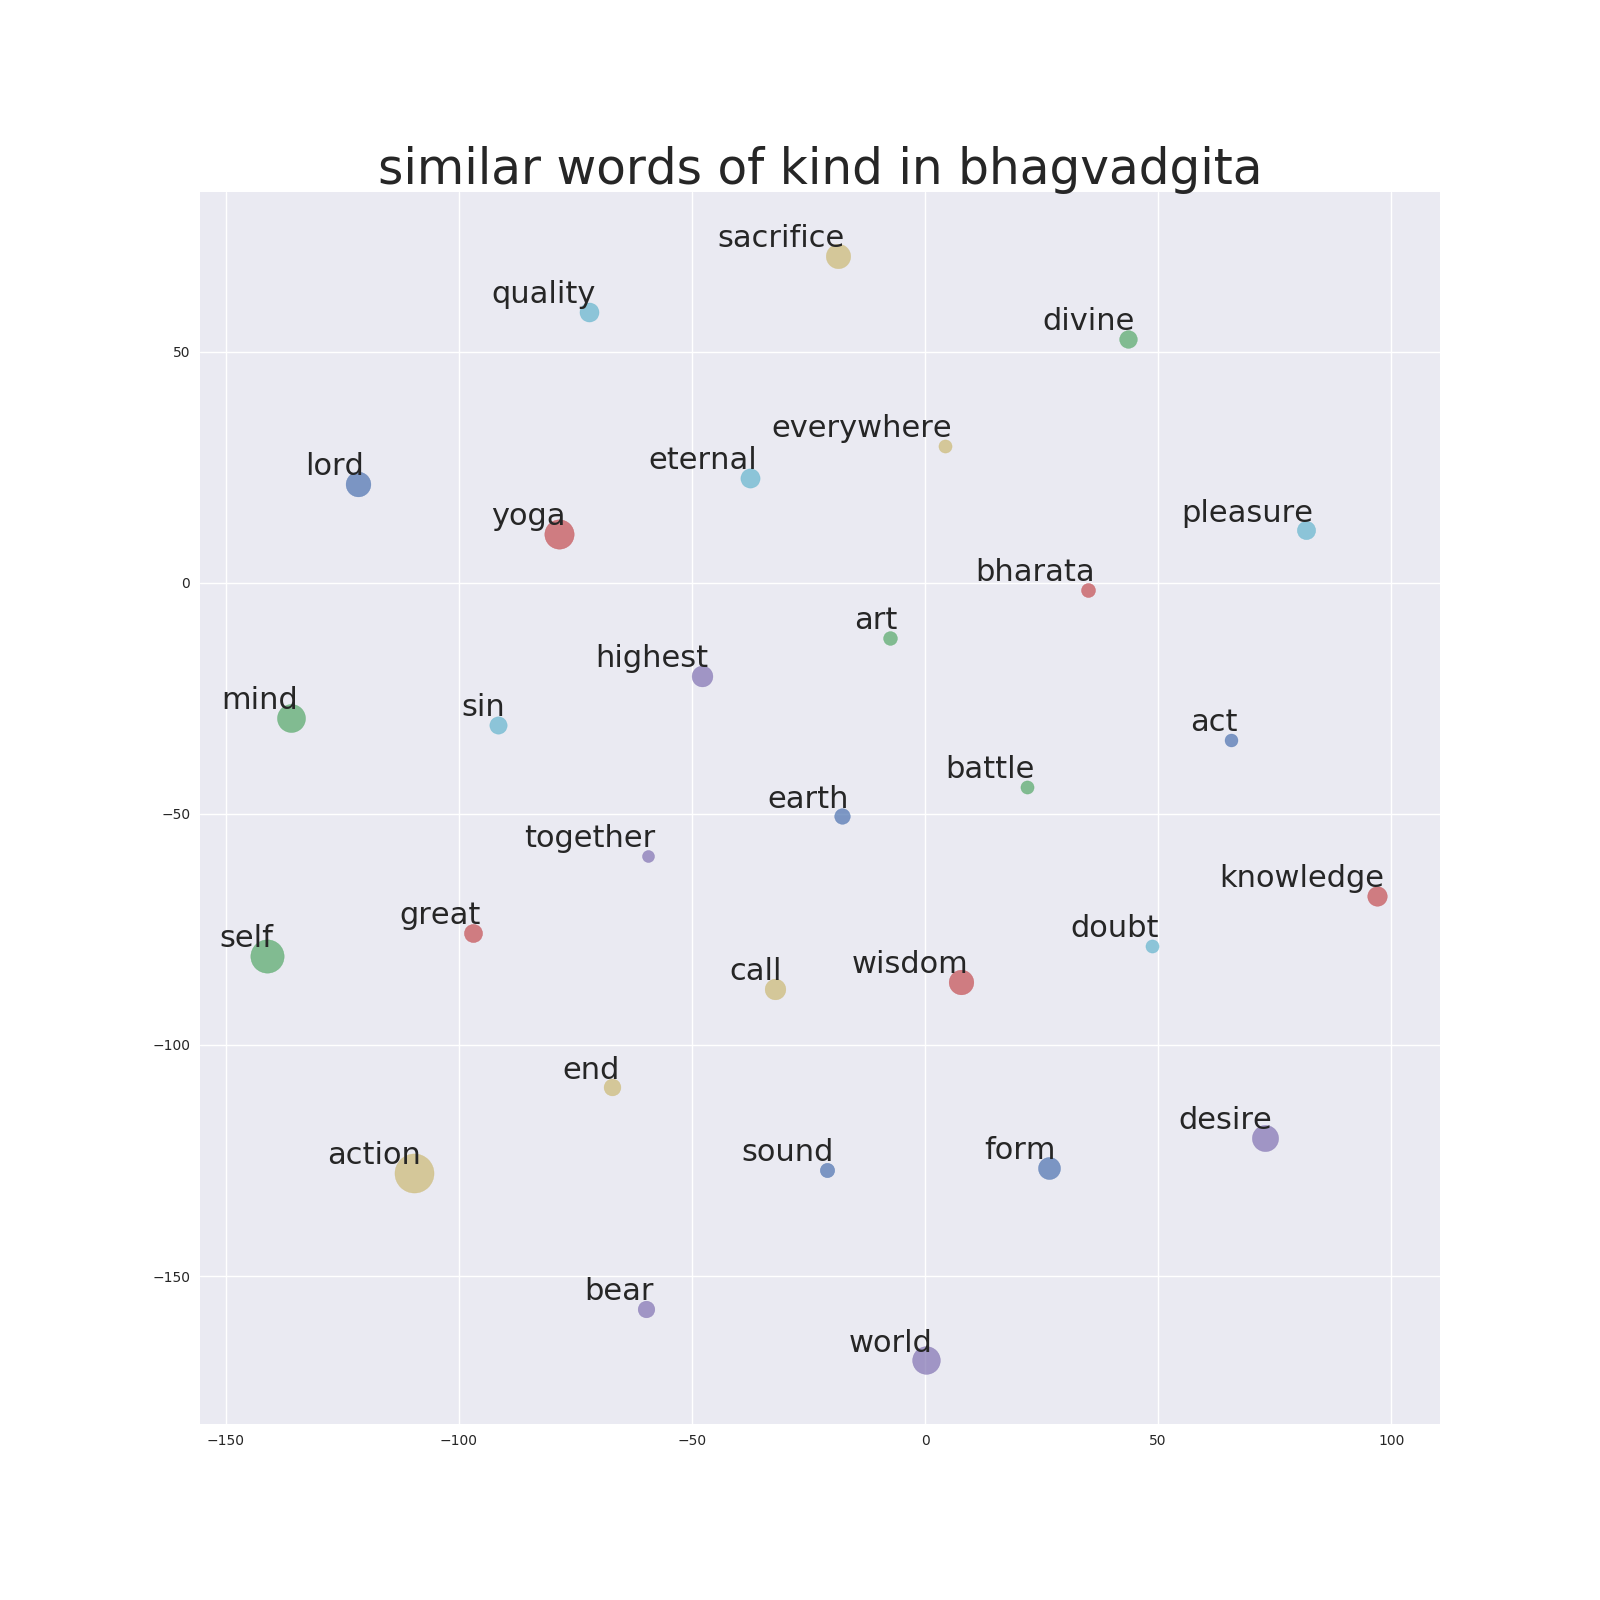 similar words of kind in bhagvadgita
sacrifice
quality
divine
50
everywhere
eternal
lord
yoga
pleasure
bharata
0
art
highest
mind
sin
act
battle
earth
−50
together
knowledge
great
doubt
self
wisdom
call
−100
end
desire
form
sound
action
−150
bear
world
−150 −100 −50 0 50 100